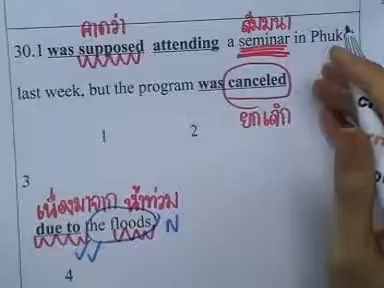 คาดว่า สัมมนา
30.I was supposed attending a seminar in Phuk
last week, but the program was canceled
ยกเลิก
1 2
3
เนื่องมาจาก น้ำท่วม
due to the floods, N
4